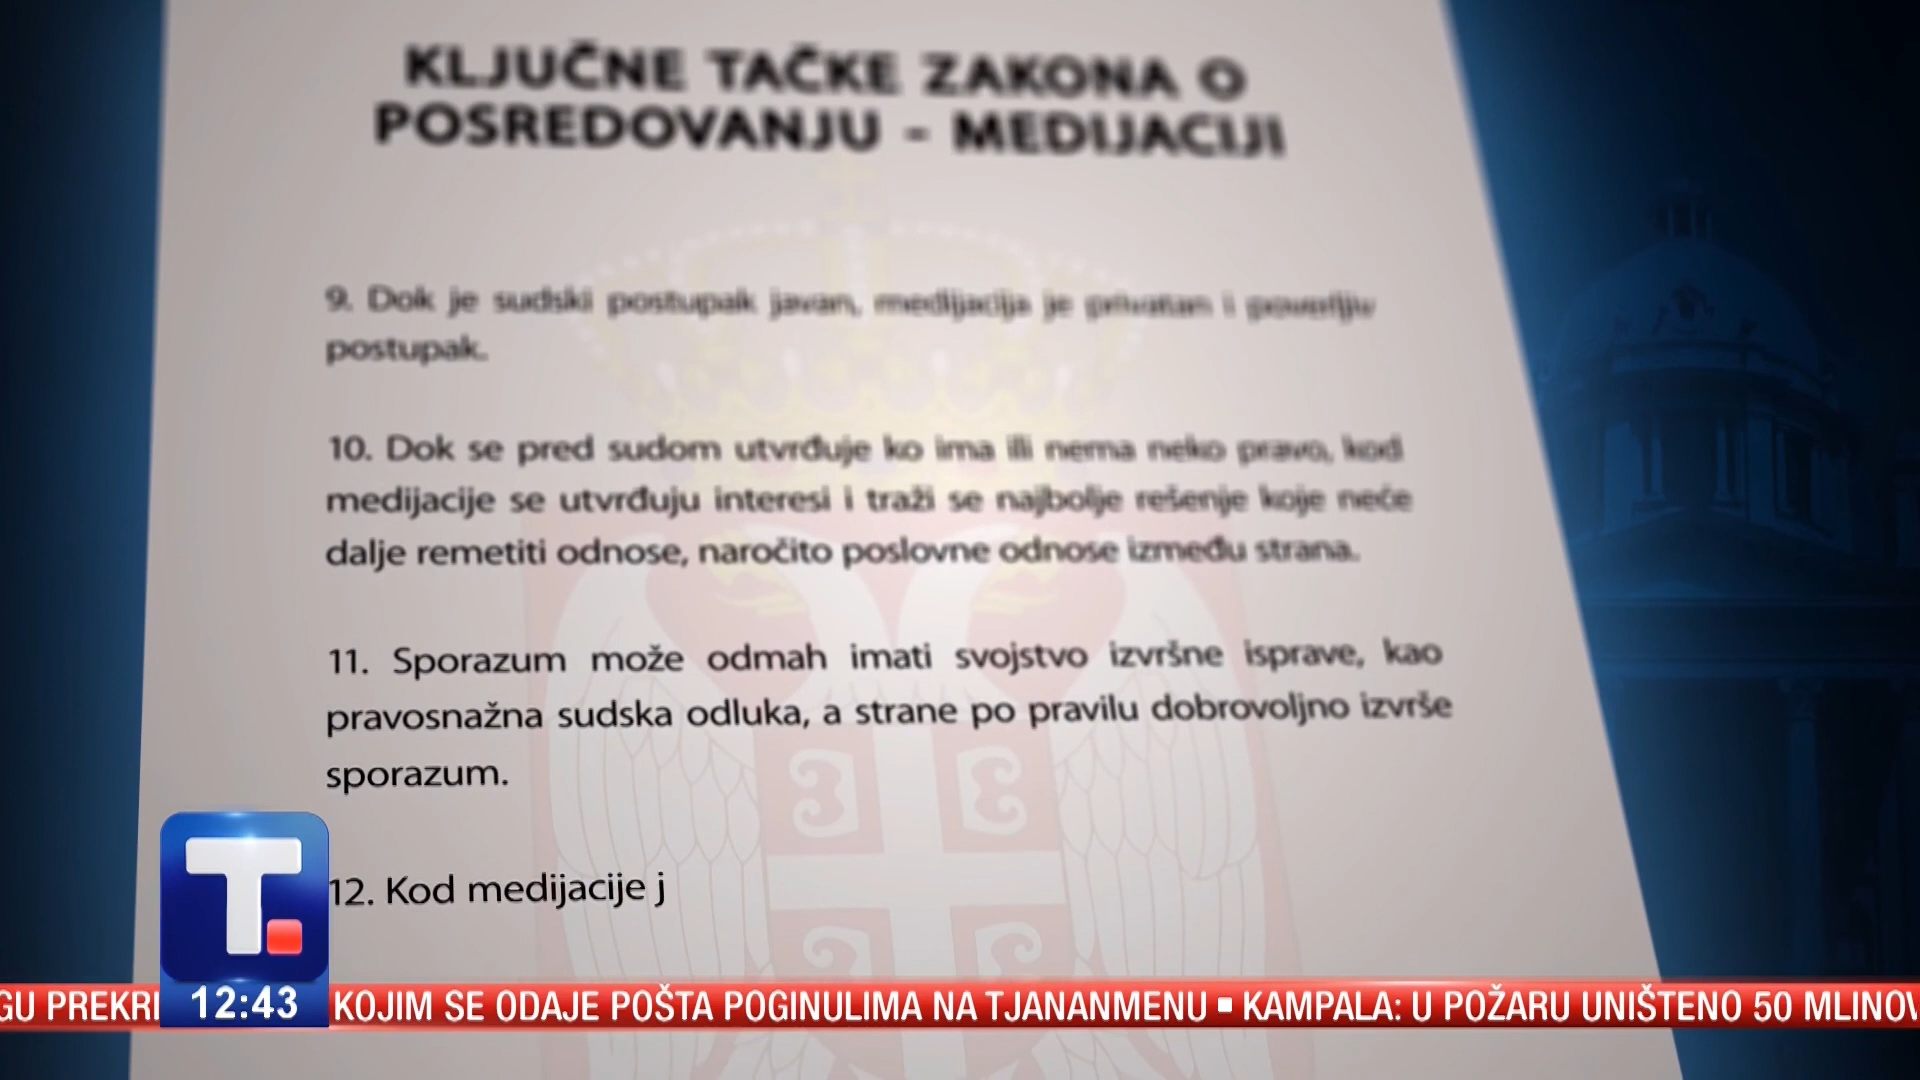 KLJUČNE TAČKE ZAKONA O
POSREDOVANJU - MEDIJACIJI
9. Dok je sudski postupak javan, medijacija je privatan i poverljiv
postupak.
10. Dok se pred sudom utvrđuje ko ima ili nema neko pravo, kod
medijacije se utvrđuju interesi i traži se najbolje rešenje koje neće
dalje remetiti odnose, naročito poslovne odnose između strana.
11. Sporazum može odmah imati svojstvo izvršne isprave, kao
pravosnažna sudska odluka, a strane po pravilu dobrovoljno izvrše
sporazum.
12. Kod medijacije j
T.
GU PREKRI 12:43 KOJIM SE ODAJE POŠTA POGINULIMA NA TJANANMENU ▪ KAMPALA: U POŽARU UNIŠTENO 50 MLINOV